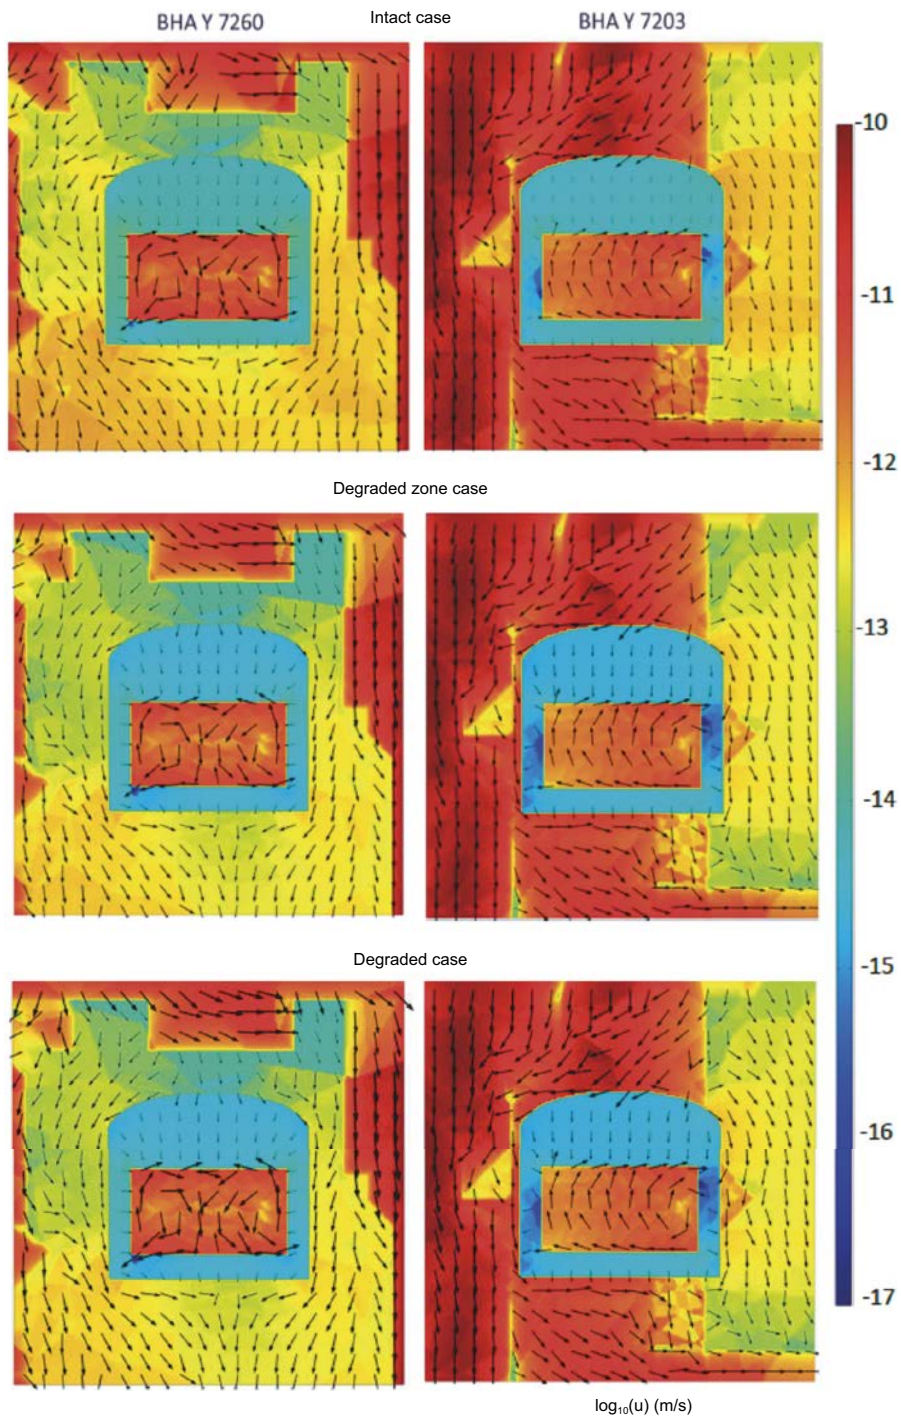 Intact case
BHA Y 7260
BHA Y 7203
-10
-11
-12
-13
-14
-15
-16
-17
Degraded zone case
Degraded case
log₁₀(u) (m/s)